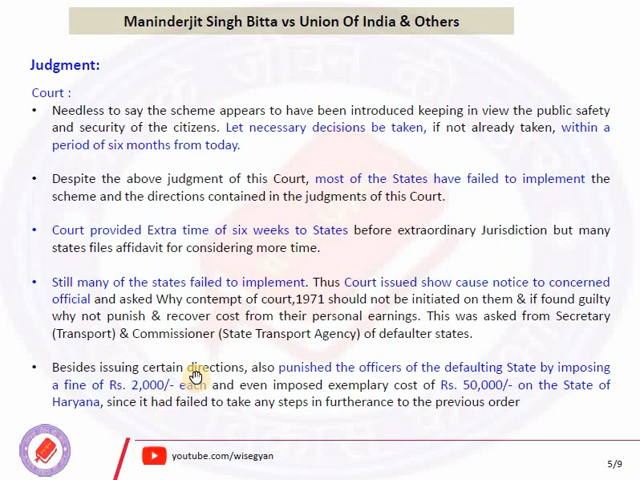 Maninderjit Singh Bitta vs Union Of India & Others
Judgment:
Court :
• Needless to say the scheme appears to have been introduced keeping in view the public safety
and security of the citizens. Let necessary decisions be taken, if not already taken, within a
period of six months from today.
• Despite the above judgment of this Court, most of the States have failed to implement the
scheme and the directions contained in the judgments of this Court.
• Court provided Extra time of six weeks to States before extraordinary Jurisdiction but many
states files affidavit for considering more time.
• Still many of the states failed to implement. Thus Court issued show cause notice to concerned
official and asked Why contempt of court,1971 should not be initiated on them & if found guilty
why not punish & recover cost from their personal earnings. This was asked from Secretary
(Transport) & Commissioner (State Transport Agency) of defaulter states.
• Besides issuing certain directions, also punished the officers of the defaulting State by imposing
a fine of Rs. 2,000/- each and even imposed exemplary cost of Rs. 50,000/- on the State of
Haryana, since it had failed to take any steps in furtherance to the previous order
youtube.com/wisegyan
5/9